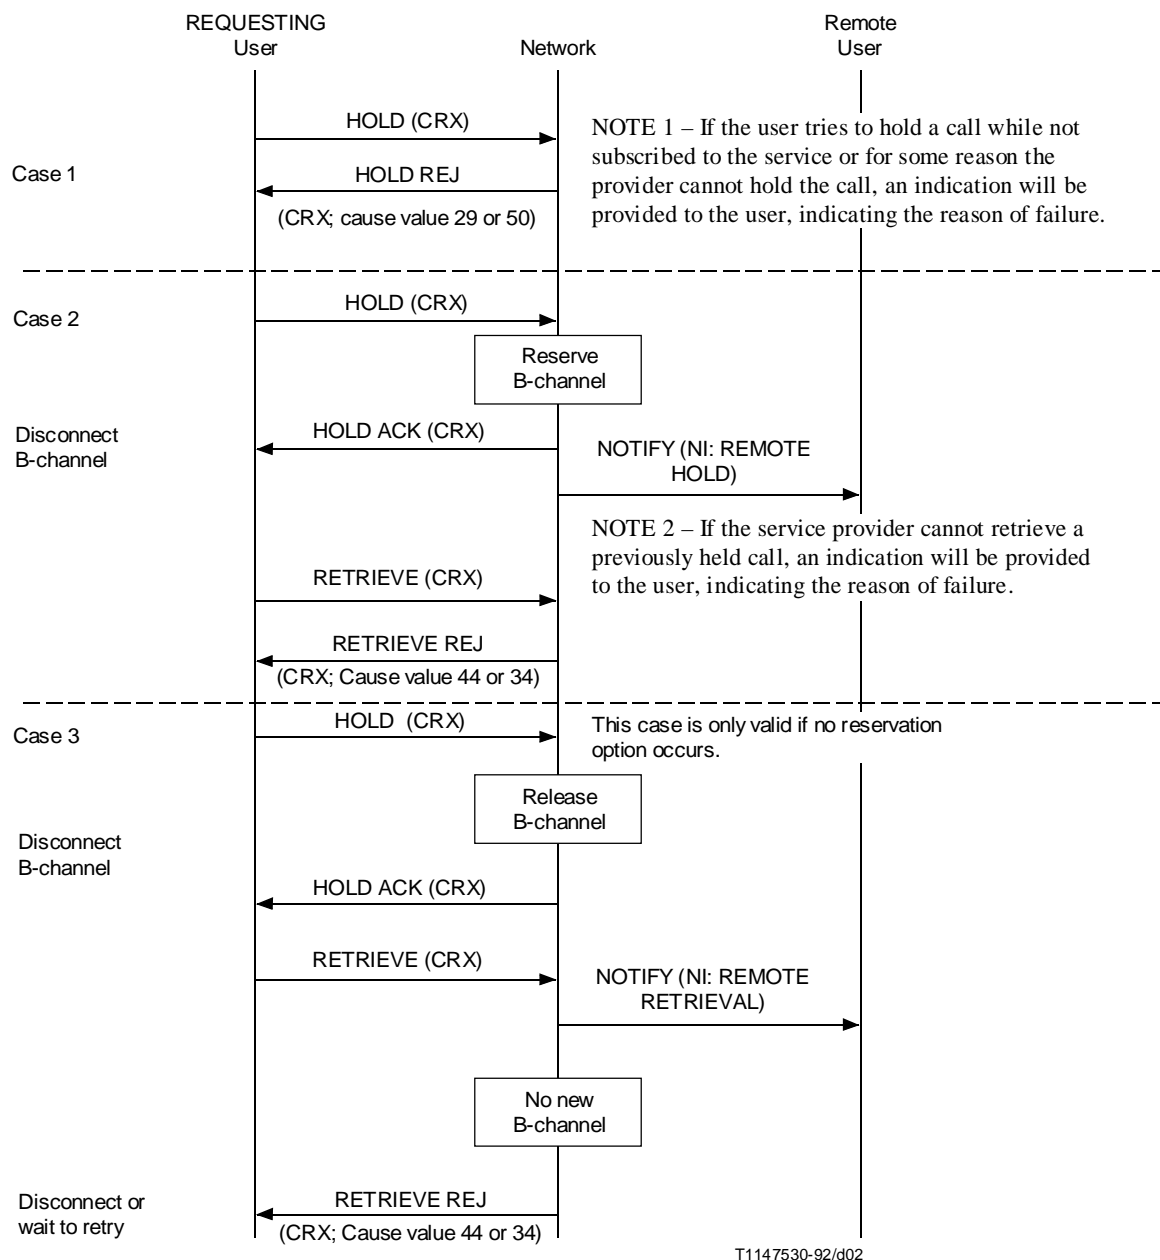 REQUESTING
User
Network
Remote
User
HOLD (CRX)
NOTE 1 – If the user tries to hold a call while not
subscribed to the service or for some reason the
provider cannot hold the call, an indication will be
provided to the user, indicating the reason of failure.
Case 1
HOLD REJ
(CRX; cause value 29 or 50)
HOLD (CRX)
Case 2
Reserve
B-channel
Disconnect
B-channel
HOLD ACK (CRX)
NOTIFY (NI: REMOTE
HOLD)
NOTE 2 – If the service provider cannot retrieve a
previously held call, an indication will be provided
to the user, indicating the reason of failure.
RETRIEVE (CRX)
RETRIEVE REJ
(CRX; Cause value 44 or 34)
Case 3
HOLD (CRX)
This case is only valid if no reservation
option occurs.
Release
B-channel
Disconnect
B-channel
HOLD ACK (CRX)
RETRIEVE (CRX)
NOTIFY (NI: REMOTE
RETRIEVAL)
No new
B-channel
Disconnect or
wait to retry
RETRIEVE REJ
(CRX; Cause value 44 or 34)
T1147530-92/d02